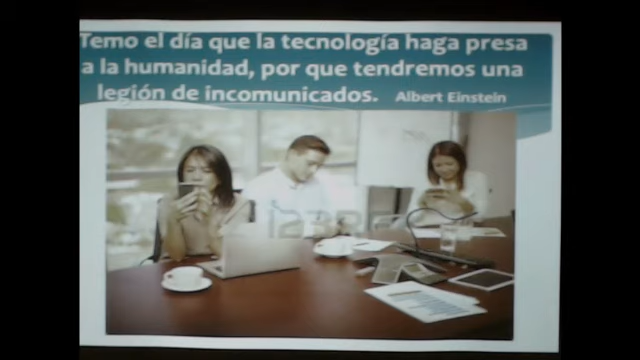 Temo el día que la tecnología haga presa
a la humanidad, por que tendremos una
legión de incomunicados. Albert Einstein
123RF